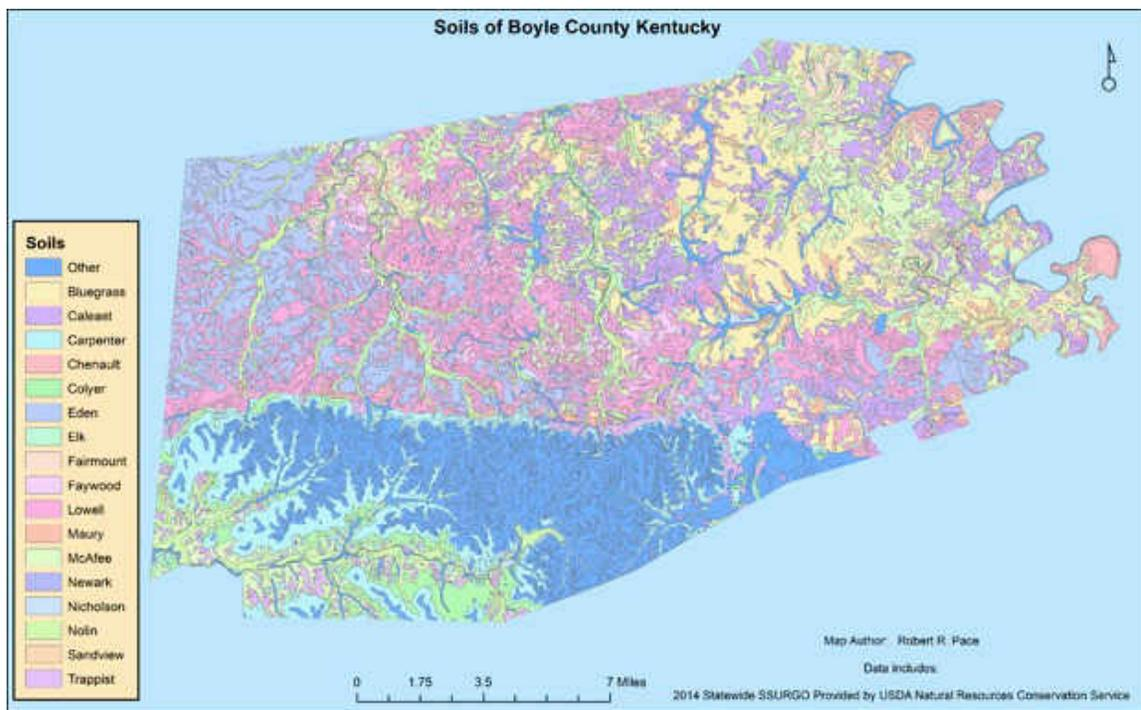 Soils of Boyle County Kentucky
Soils
Other
Bluegrass
Caleast
Carpenter
Chenault
Colyer
Eden
Elk
Fairmount
Faywood
Lowell
Maury
McAfee
Newark
Nicholson
Nolin
Sandview
Trappist
0 1.75 3.5 7 Miles
Map Author: Robert R. Pace
Data Includes:
2014 Statewide SSURGO Provided by USDA Natural Resources Conservation Service